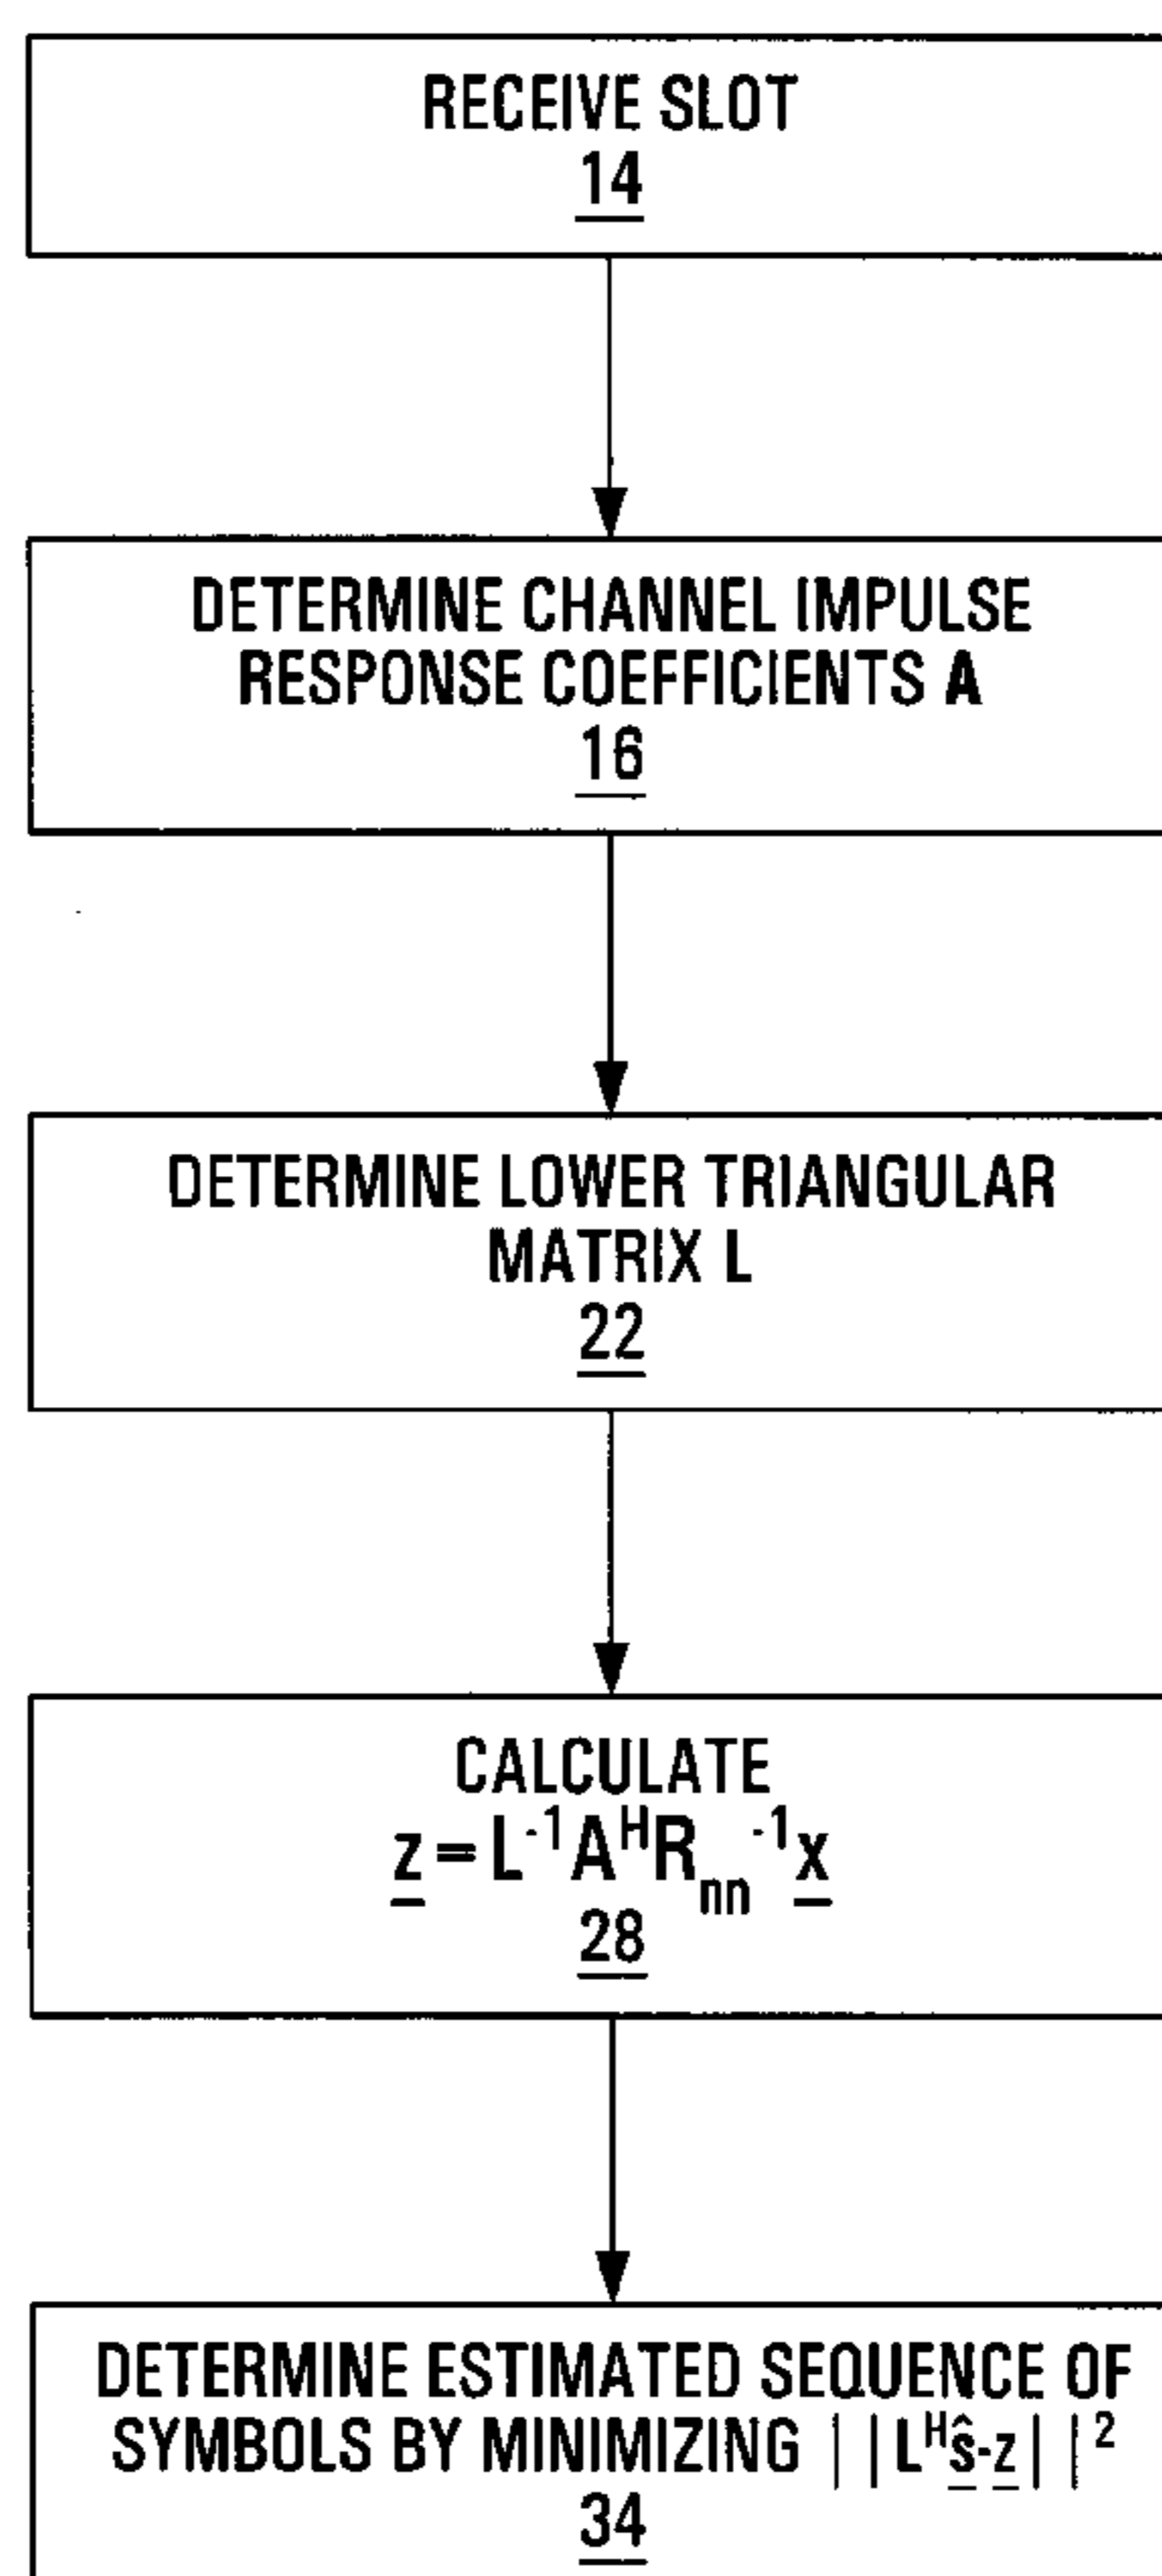 RECEIVE SLOT
14
DETERMINE CHANNEL IMPULSE
RESPONSE COEFFICIENTS A
16
DETERMINE LOWER TRIANGULAR
MATRIX L
22
CALCULATE
z = L⁻¹AᴴRₙₙ⁻¹x
28
DETERMINE ESTIMATED SEQUENCE OF
SYMBOLS BY MINIMIZING ||Lᴴŝ-z||²
34